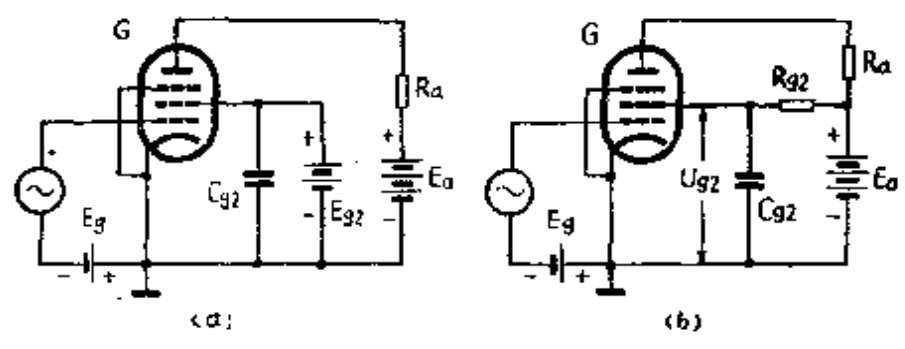 G
Ra
+
+
+
Cg2
Eg2
Ea
Eg
-
-
-
+
(a)
G
Ra
Rg2
+
Ug2
Cg2
Ea
Eg
-
-
+
(b)